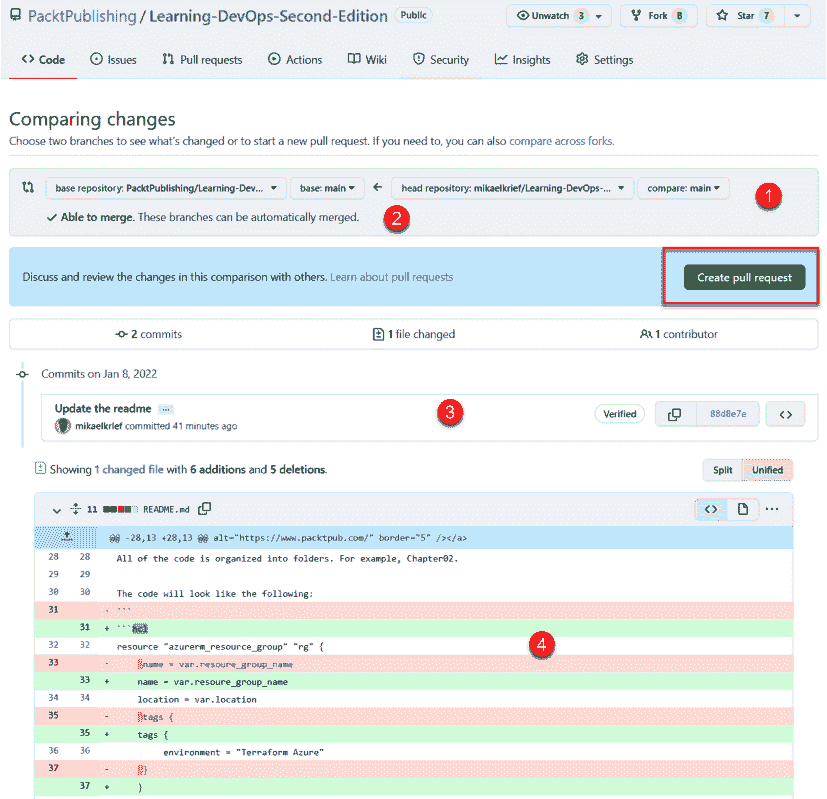 PacktPublishing / Learning-DevOps-Second-Edition Public
Unwatch 3 Fork 8 Star 7
Code Issues Pull requests Actions Wiki Security Insights Settings
Comparing changes
Choose two branches to see what's changed or to start a new pull request. If you need to, you can also compare across forks.
base repository: PacktPublishing/Learning-Dev... base: main ← head repository: mikaelkrief/Learning-DevOps-... compare: main 1
Able to merge. These branches can be automatically merged. 2
Discuss and review the changes in this comparison with others. Learn about pull requests Create pull request
2 commits 1 file changed 1 contributor
Commits on Jan 8, 2022
Update the readme ...
mikaelkrief committed 41 minutes ago 3 Verified 88d8e7e <>
Showing 1 changed file with 6 additions and 5 deletions. Split Unified
11 README.md <> ...
@@ -28,13 +28,13 @@ alt="https://www.packtpub.com/" border="5" /></a>
28 28 All of the code is organized into folders. For example, Chapter02.
29 29
30 30 The code will look like the following:
31 - ```
31 + ```
32 32 resource "azurerm_resource_group" "rg" { 4
33 - name = var.resoure_group_name
33 + name = var.resoure_group_name
34 34 location = var.location
35 - tags {
35 + tags {
36 36 environment = "Terraform Azure"
37 - }
37 + }